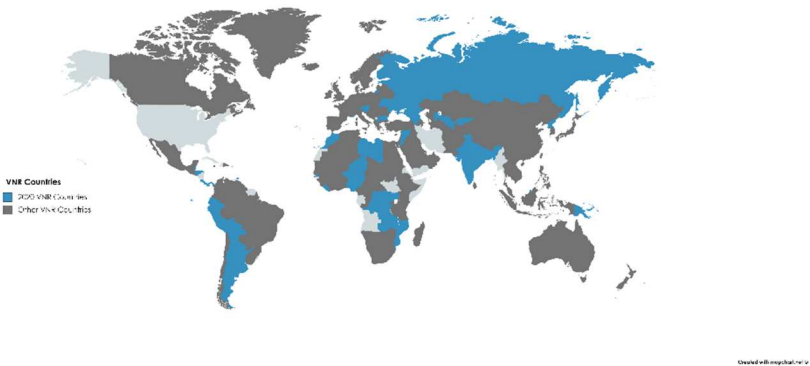 VNR Countries
2020 VNR Countries
Other VNR Countries
Created with mapchart.net